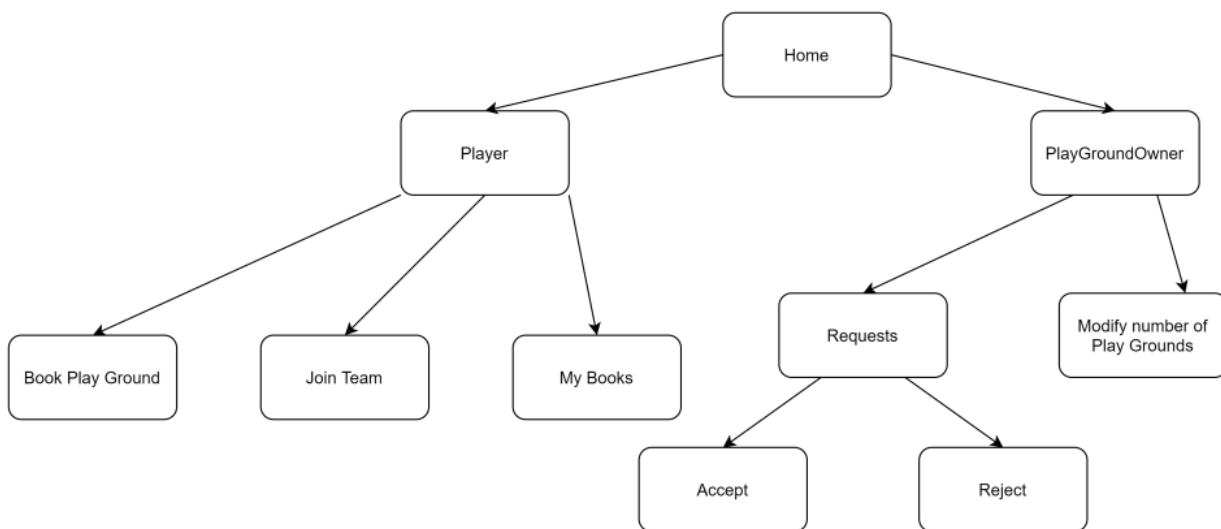 Home
Player
PlayGroundOwner
Requests
Modify number of
Play Grounds
Book Play Ground
Join Team
My Books
Accept
Reject